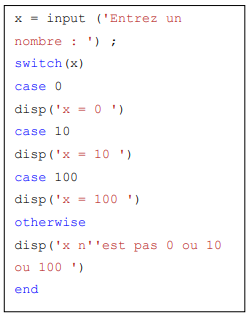 x = input ('Entrez un
nombre : ') ;
switch(x)
case 0
disp('x = 0 ')
case 10
disp('x = 10 ')
case 100
disp('x = 100 ')
otherwise
disp('x n''est pas 0 ou 10
ou 100 ')
end